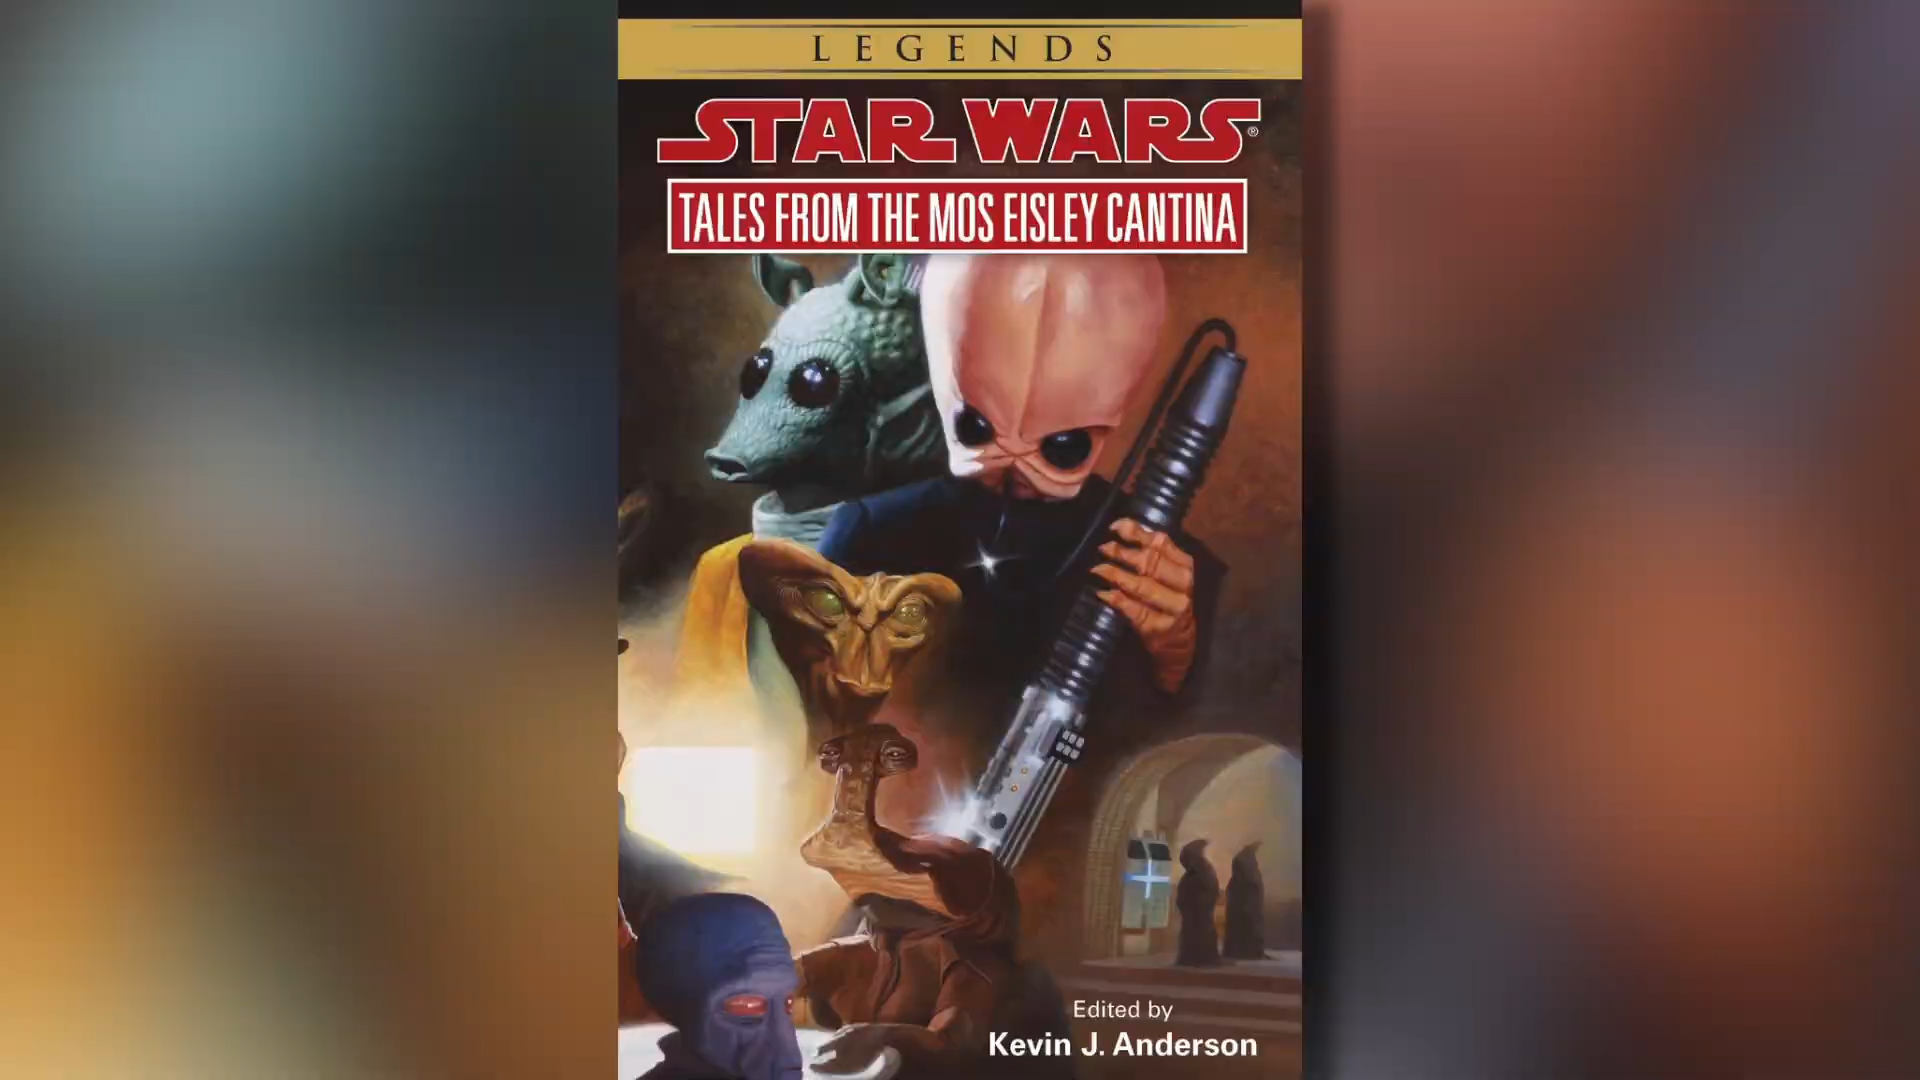 LEGENDS
STAR WARS®
TALES FROM THE MOS EISLEY CANTINA
Edited by
Kevin J. Anderson